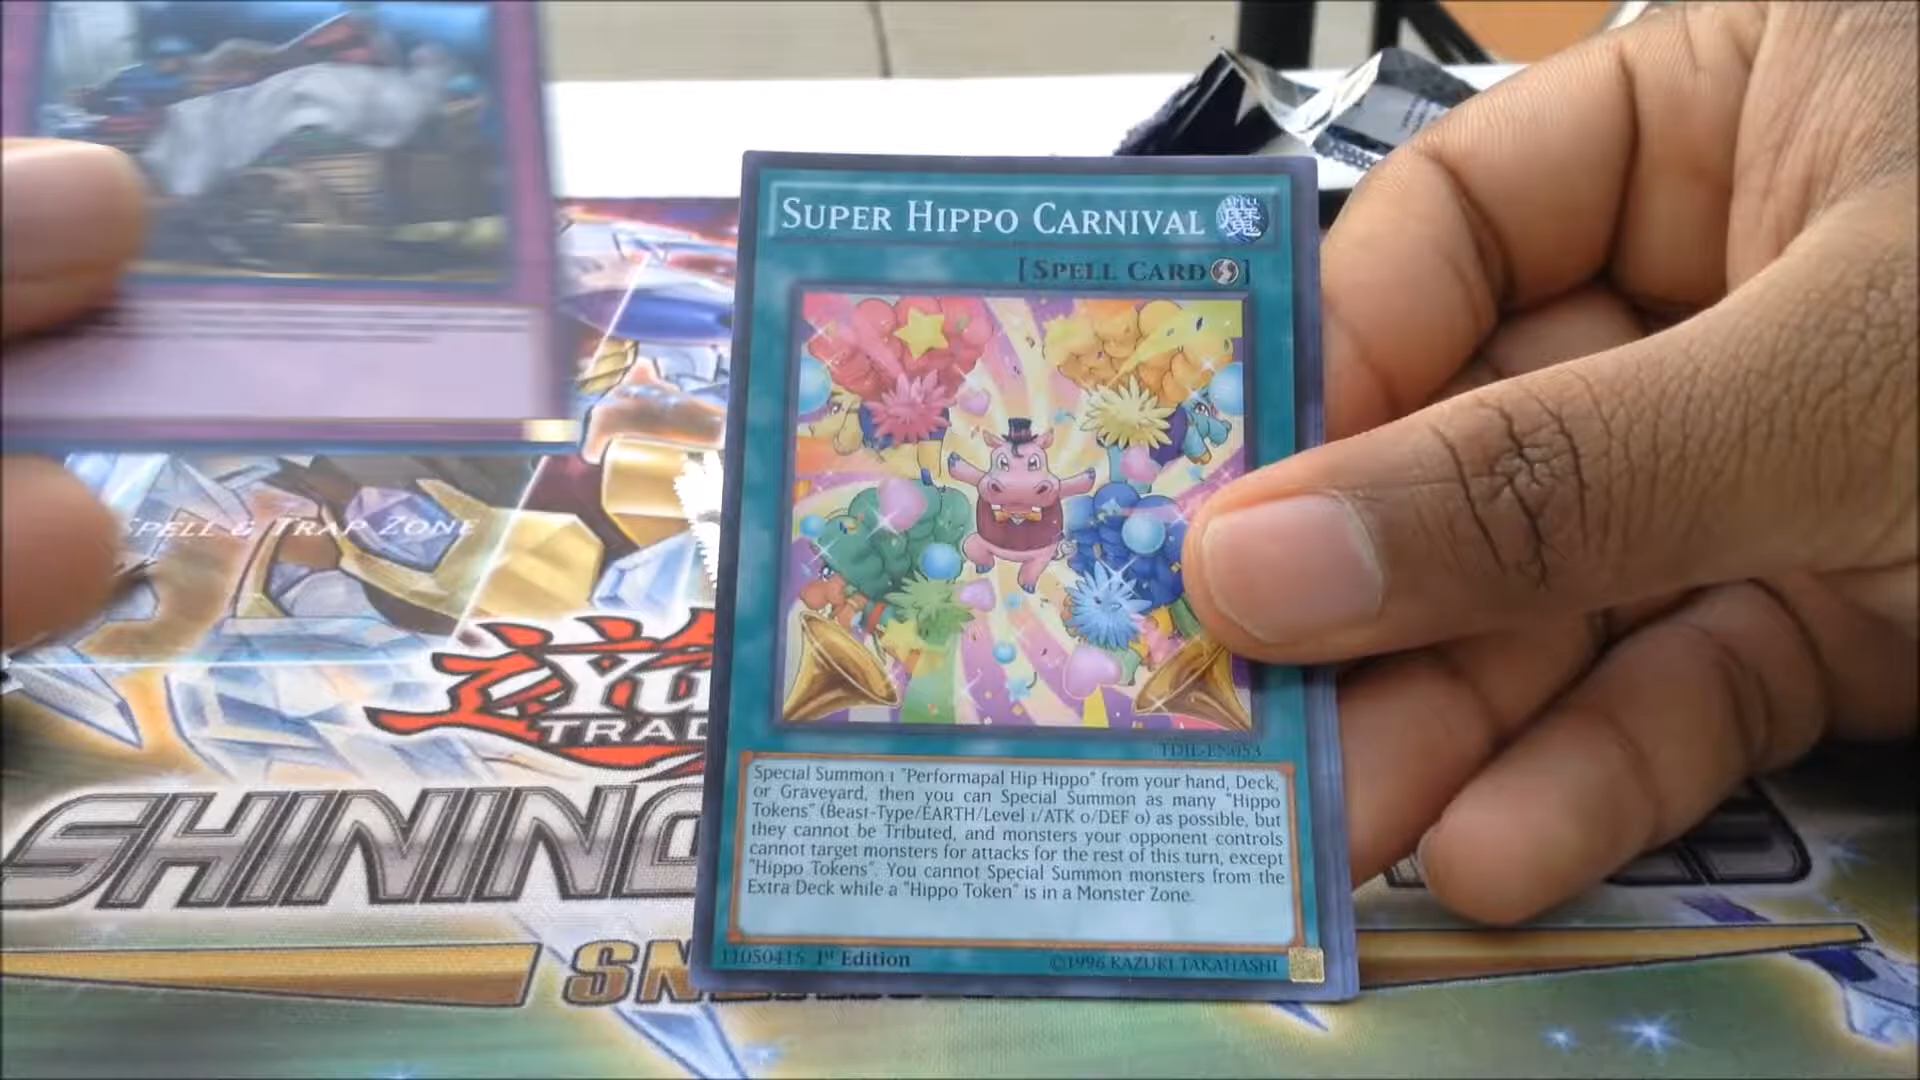 SUPER HIPPO CARNIVAL 魔
[SPELL CARD]
TDIL-EN053
Special Summon 1 "Performapal Hip Hippo" from your hand, Deck,
or Graveyard, then you can Special Summon as many "Hippo
Tokens" (Beast-Type/EARTH/Level 1/ATK 0/DEF 0) as possible, but
they cannot be Tributed, and monsters your opponent controls
cannot target monsters for attacks for the rest of this turn, except
"Hippo Tokens". You cannot Special Summon monsters from the
Extra Deck while a "Hippo Token" is in a Monster Zone.
11050415 1st Edition ©1996 KAZUKI TAKAHASHI
SPELL & TRAP ZONE
遊
YU
TRAD
SHINING
SNEA